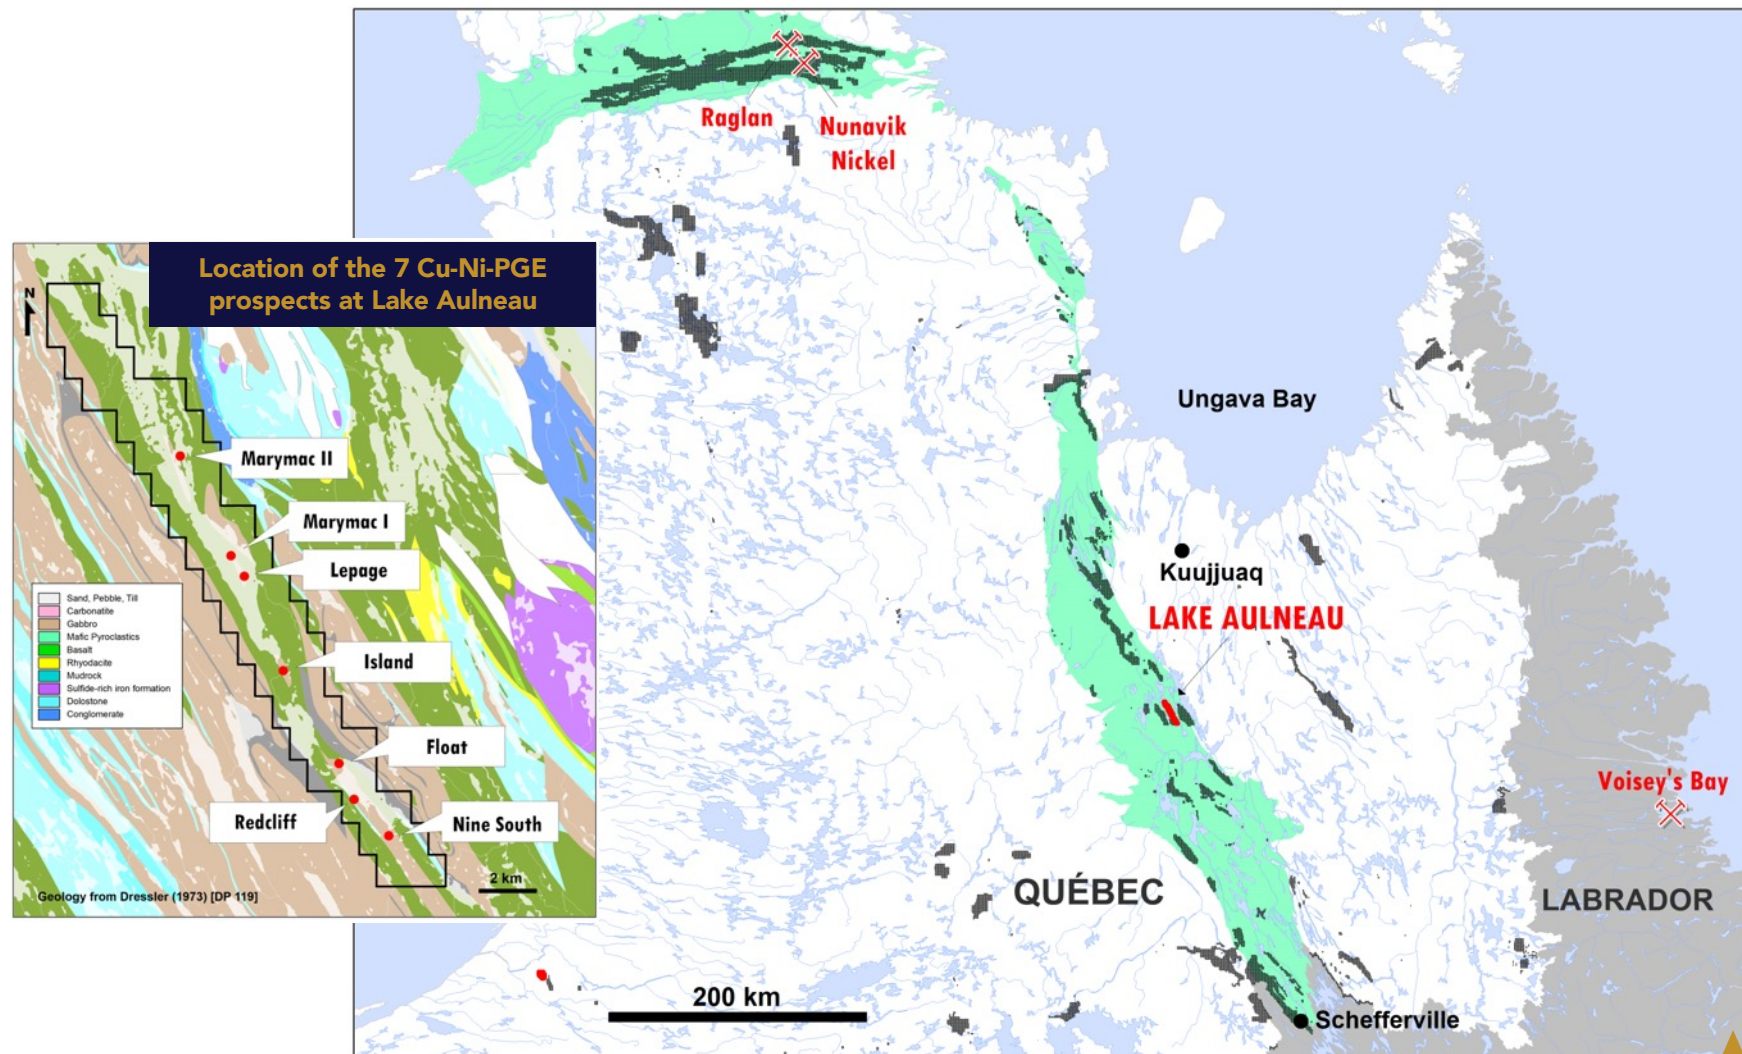 Raglan
Nunavik
Nickel
Location of the 7 Cu-Ni-PGE
prospects at Lake Aulneau
N
Marymac II
Marymac I
Lepage
Island
Float
Redcliff
Nine South
Sand, Pebble, Till
Carbonatite
Gabbro
Mafic Pyroclastics
Basalt
Rhyodacite
Mudrock
Sulfide-rich iron formation
Dolostone
Conglomerate
2 km
Geology from Dressler (1973) [DP 119]
Ungava Bay
Kuujjuaq
LAKE AULNEAU
Voisey's Bay
QUÉBEC
LABRADOR
200 km
Schefferville